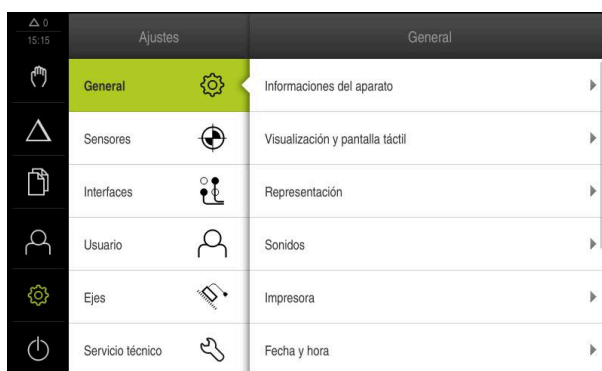 △ 0
15:15
Ajustes
General
General
Sensores
Interfaces
Usuario
Ejes
Servicio técnico
Informaciones del aparato
Visualización y pantalla táctil
Representación
Sonidos
Impresora
Fecha y hora